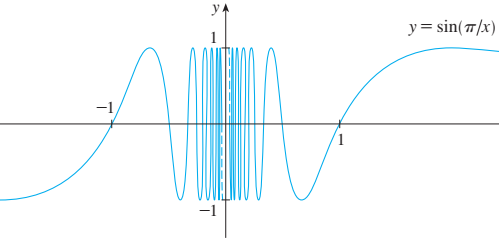 y
1
y = sin(π/x)
−1
1
−1